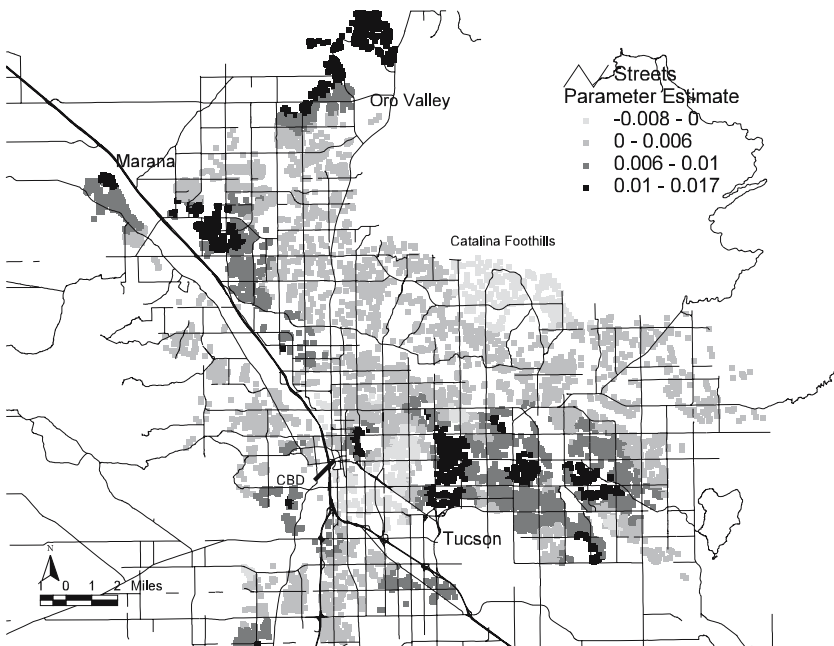 Streets
Parameter Estimate
-0.008 - 0
0 - 0.006
0.006 - 0.01
0.01 - 0.017
Oro Valley
Marana
Catalina Foothills
CBD
Tucson
N
1 0 1 2 Miles